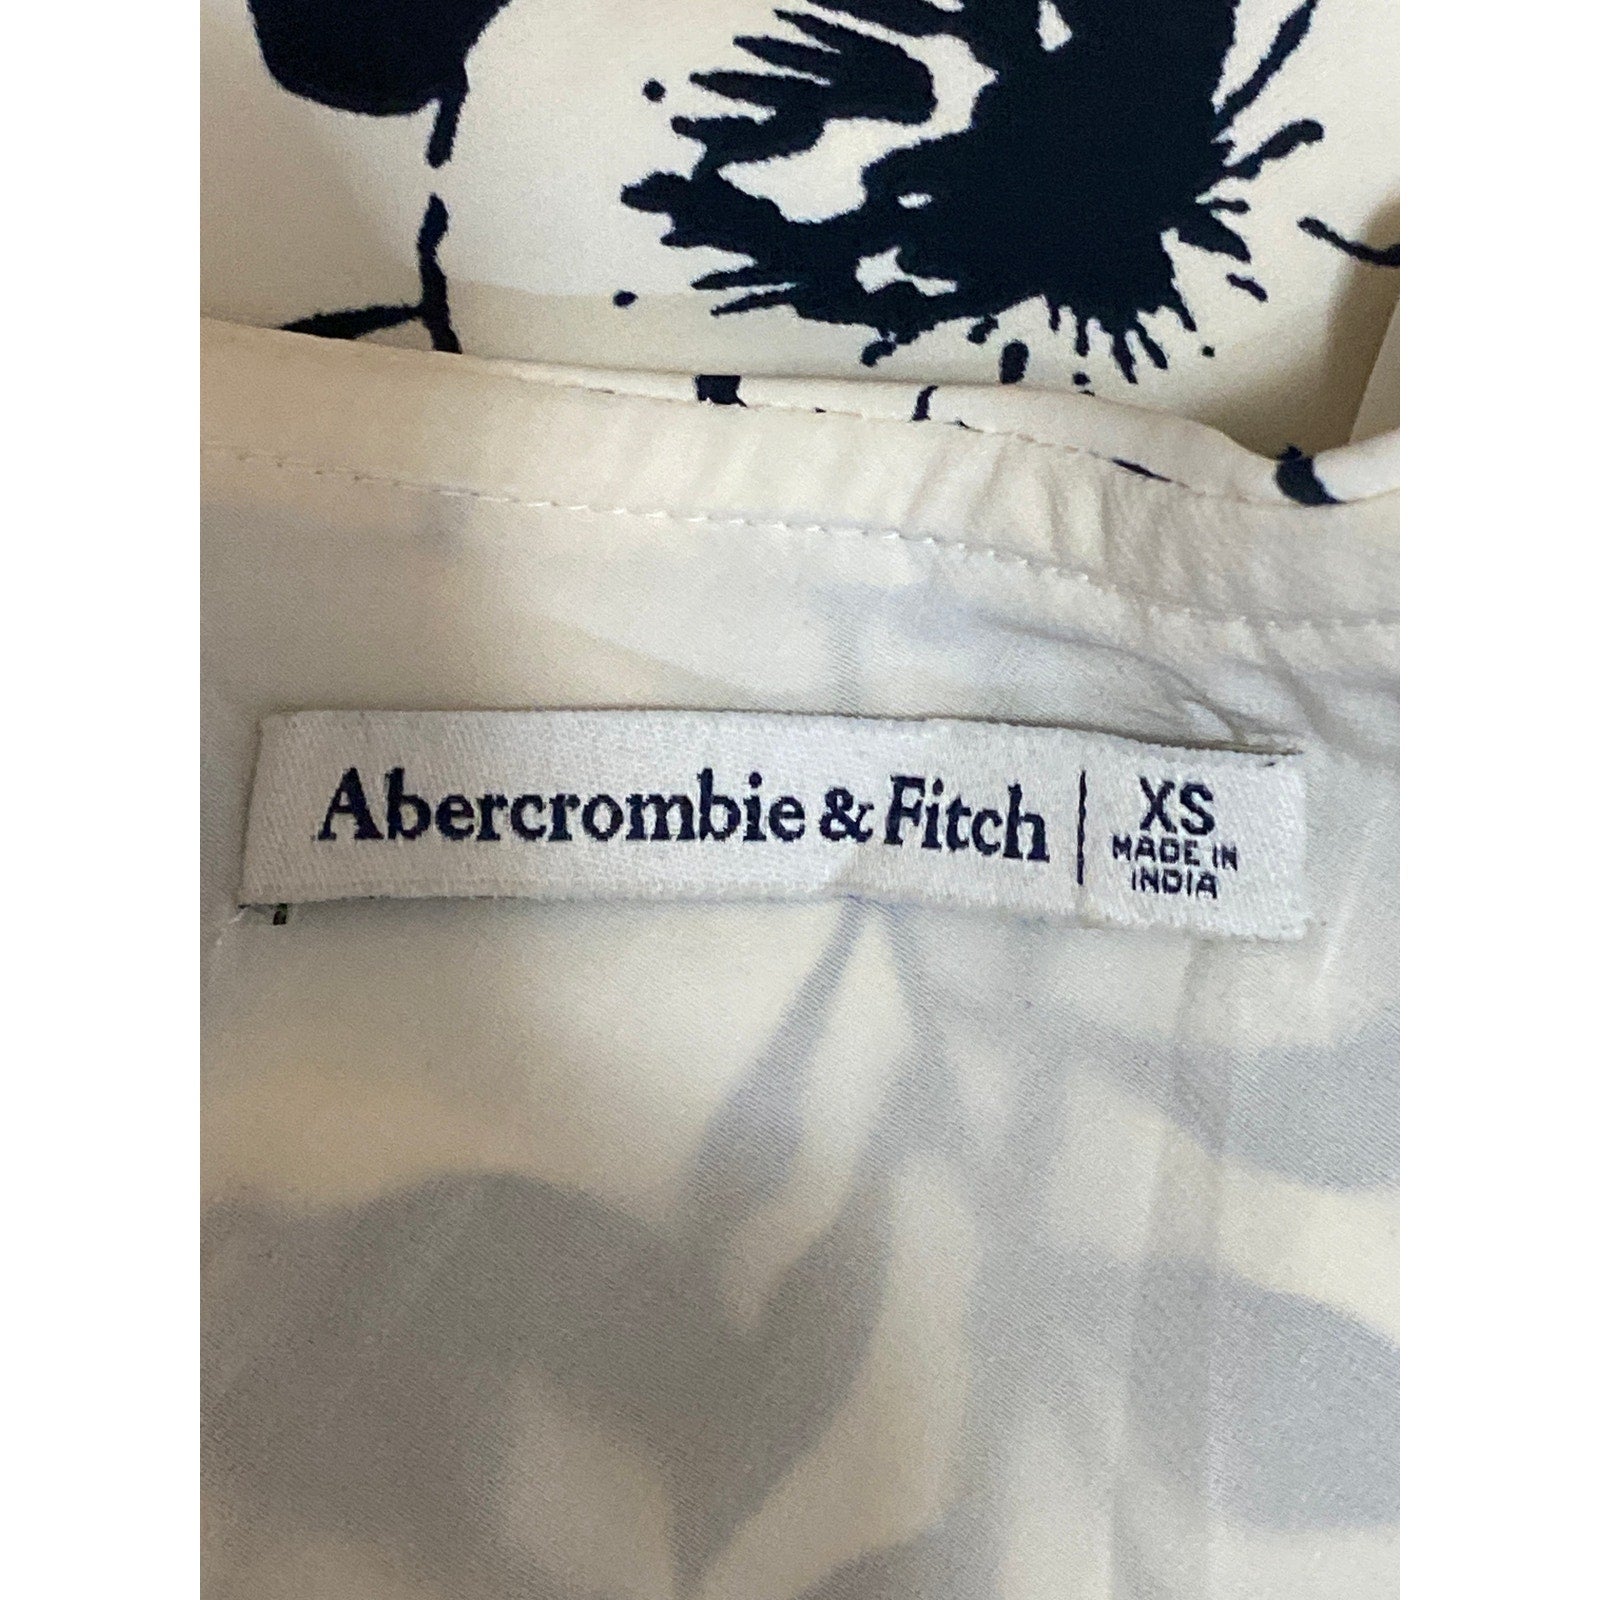 Abercrombie & Fitch
XS
MADE IN
INDIA